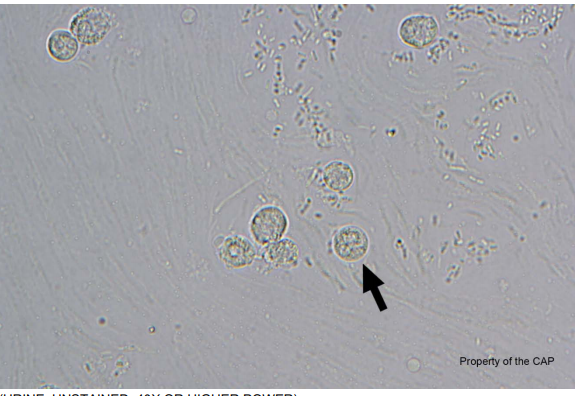 Property of the CAP
(URINE, UNSTAINED, 40X OR HIGHER POWER)